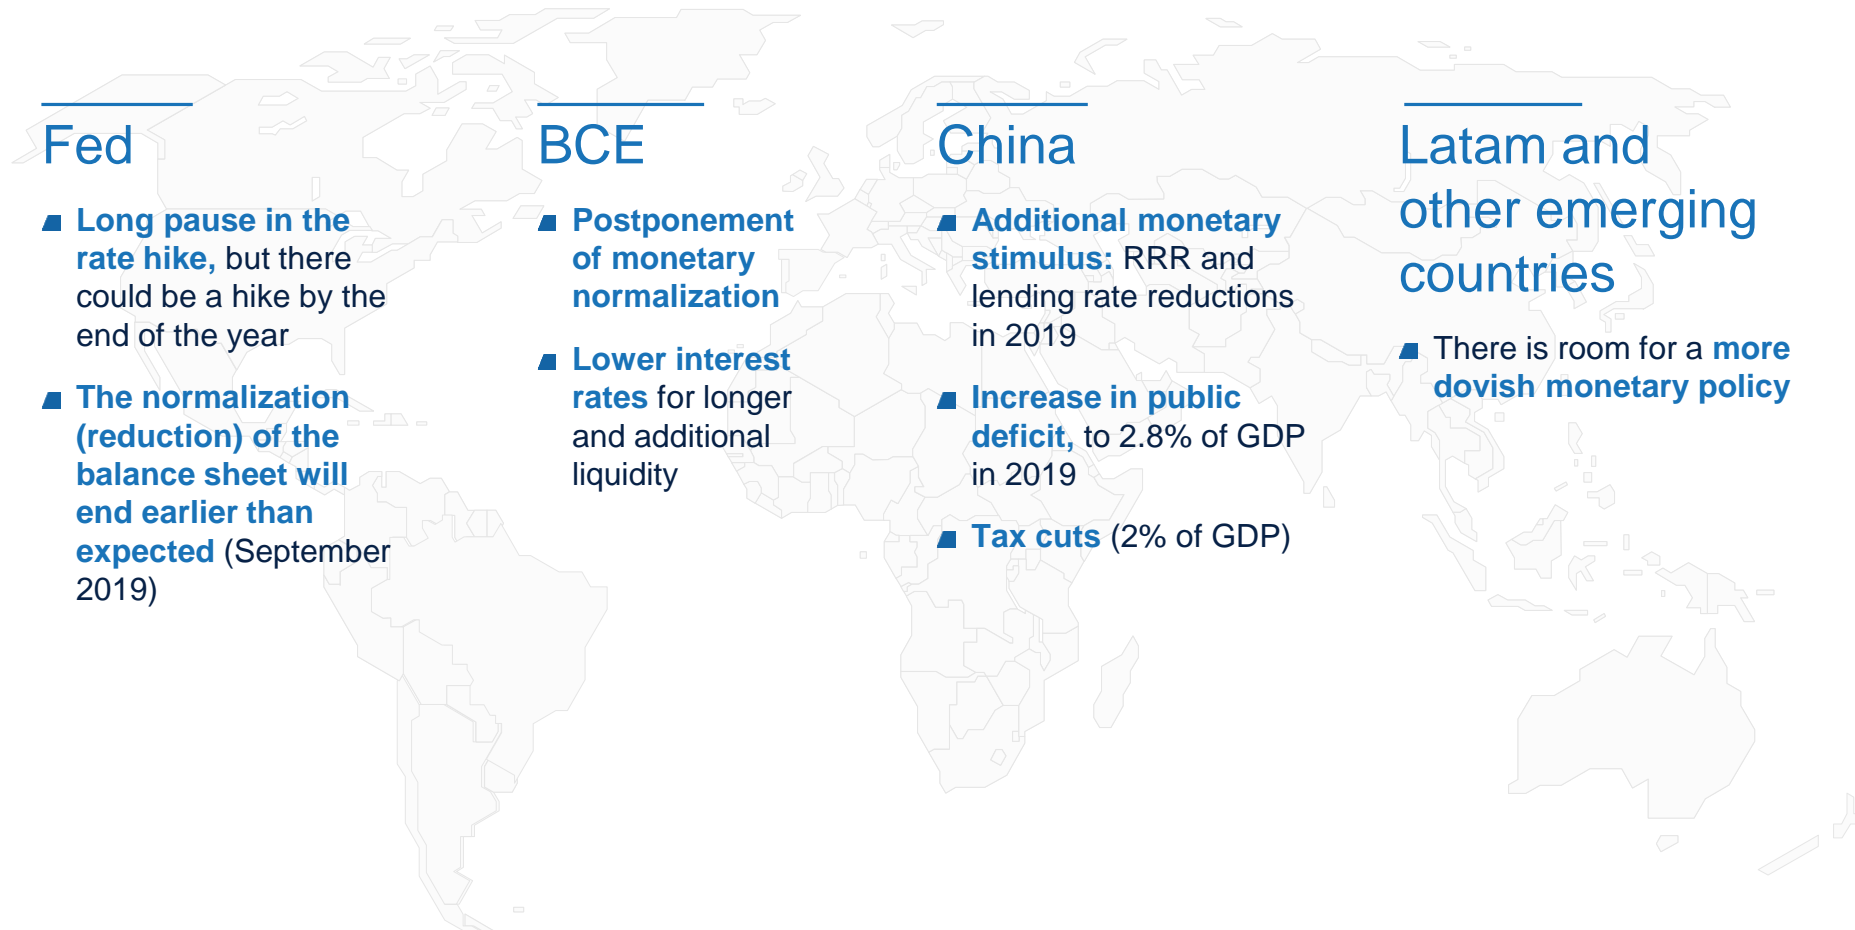 Fed
Long pause in the
rate hike, but there
could be a hike by the
end of the year
The normalization
(reduction) of the
balance sheet will
end earlier than
expected (September
2019)
BCE
Postponement
of monetary
normalization
Lower interest
rates for longer
and additional
liquidity
China
Additional monetary
stimulus: RRR and
lending rate reductions
in 2019
Increase in public
deficit, to 2.8% of GDP
in 2019
Tax cuts (2% of GDP)
Latam and
other emerging
countries
There is room for a more
dovish monetary policy